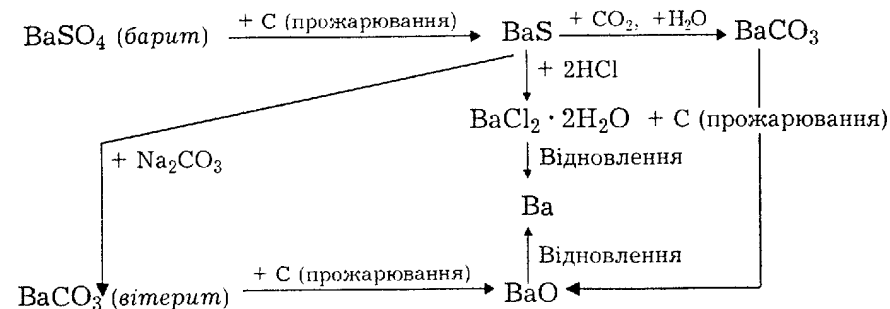 BaSO₄ (барит) + C (прожарювання) BaS + CO₂, +H₂O BaCO₃
+ 2HCl
BaCl₂ · 2H₂O + C (прожарювання)
+ Na₂CO₃ Відновлення
Ba
Відновлення
BaCO₃ (вітерит) + C (прожарювання) BaO